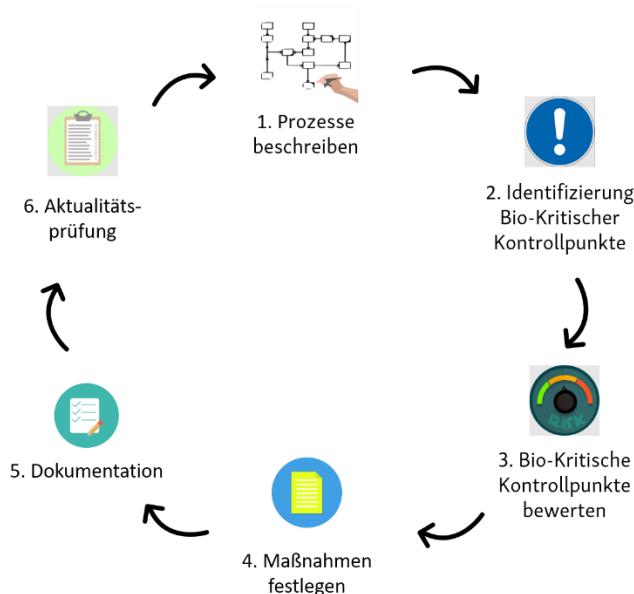 1. Prozesse
beschreiben
2. Identifizierung
Bio-Kritischer
Kontrollpunkte
RISK
3. Bio-Kritische
Kontrollpunkte
bewerten
4. Maßnahmen
festlegen
5. Dokumentation
6. Aktualitäts-
prüfung